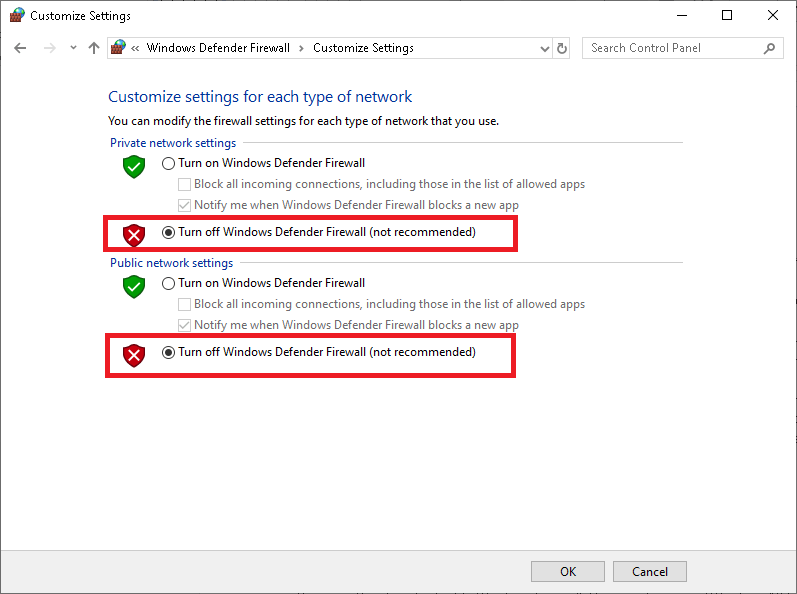 Customize Settings
« Windows Defender Firewall > Customize Settings
Search Control Panel
Customize settings for each type of network
You can modify the firewall settings for each type of network that you use.
Private network settings
Turn on Windows Defender Firewall
Block all incoming connections, including those in the list of allowed apps
Notify me when Windows Defender Firewall blocks a new app
Turn off Windows Defender Firewall (not recommended)
Public network settings
Turn on Windows Defender Firewall
Block all incoming connections, including those in the list of allowed apps
Notify me when Windows Defender Firewall blocks a new app
Turn off Windows Defender Firewall (not recommended)
OK
Cancel